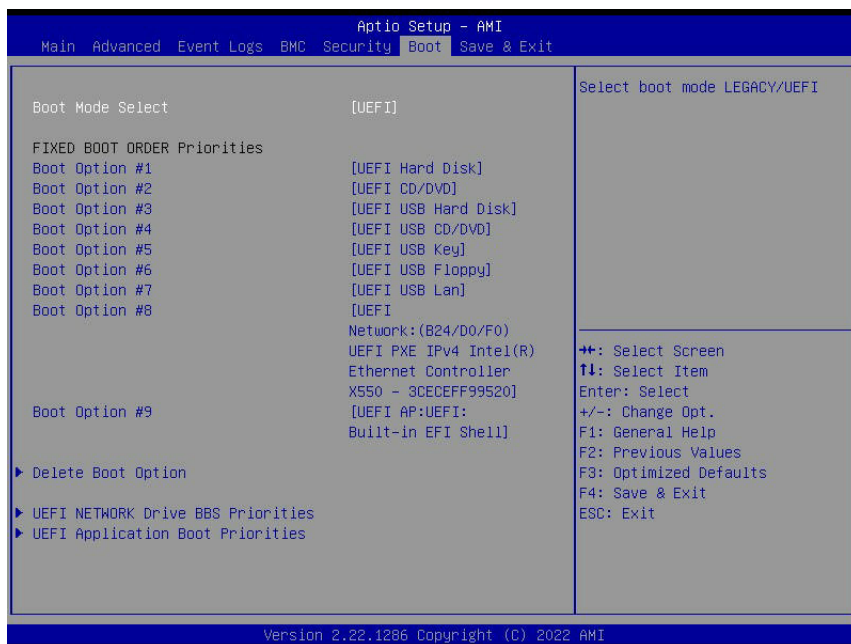 Aptio Setup – AMI
Main Advanced Event Logs BMC Security Boot Save & Exit
Boot Mode Select [UEFI]
FIXED BOOT ORDER Priorities
Boot Option #1 [UEFI Hard Disk]
Boot Option #2 [UEFI CD/DVD]
Boot Option #3 [UEFI USB Hard Disk]
Boot Option #4 [UEFI USB CD/DVD]
Boot Option #5 [UEFI USB Key]
Boot Option #6 [UEFI USB Floppy]
Boot Option #7 [UEFI USB Lan]
Boot Option #8 [UEFI
Network:(B24/D0/F0)
UEFI PXE IPv4 Intel(R)
Ethernet Controller
X550 - 3CECEFF99520]
Boot Option #9 [UEFI AP:UEFI:
Built-in EFI Shell]
▶ Delete Boot Option
▶ UEFI NETWORK Drive BBS Priorities
▶ UEFI Application Boot Priorities
Select boot mode LEGACY/UEFI
→←: Select Screen
↑↓: Select Item
Enter: Select
+/-: Change Opt.
F1: General Help
F2: Previous Values
F3: Optimized Defaults
F4: Save & Exit
ESC: Exit
Version 2.22.1286 Copyright (C) 2022 AMI